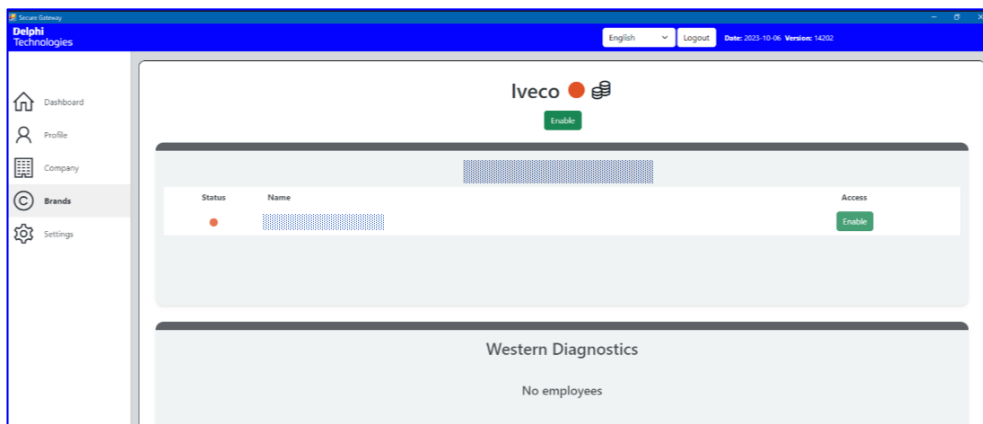 Secure Gateway
Delphi
Technologies
English Logout Date: 2023-10-06 Version: 14202
Dashboard
Profile
Company
Brands
Settings
Iveco
Enable
Status Name Access
Enable
Western Diagnostics
No employees